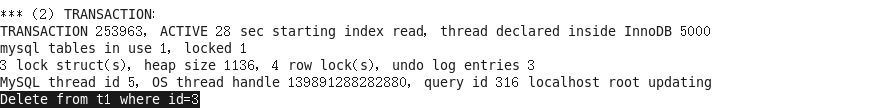 *** (2) TRANSACTION:
TRANSACTION 253963, ACTIVE 28 sec starting index read, thread declared inside InnoDB 5000
mysql tables in use 1, locked 1
3 lock struct(s), heap size 1136, 4 row lock(s), undo log entries 3
MySQL thread id 5, OS thread handle 139891288282880, query id 316 localhost root updating
Delete from t1 where id=3